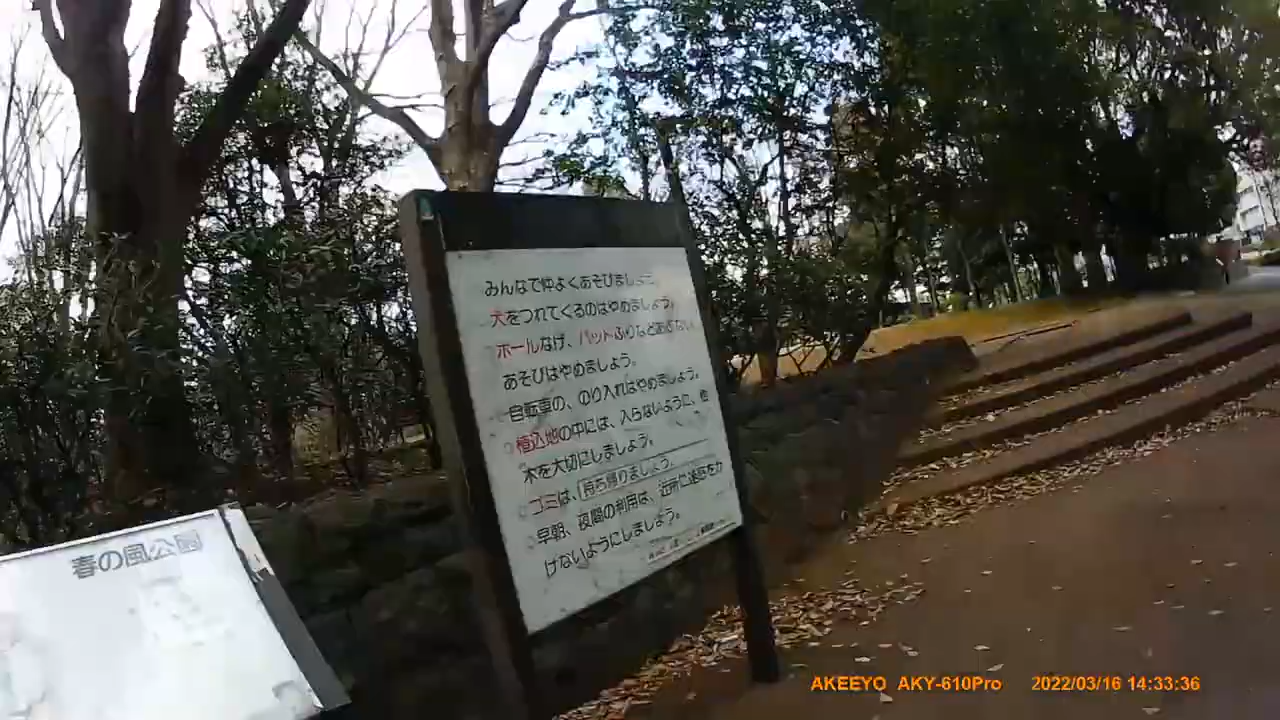 みんなで仲よくあそびましょう。
犬をつれてくるのはやめましょう。
ボールなげ、バットふりなどあぶない
あそびはやめましょう。
自転車の、のり入れはやめましょう。
植込地の中には、入らないように、樹
木を大切にしましょう。
ゴミは、持ち帰りましょう。
早朝、夜間の利用は、近所に迷惑をか
けないようにしましょう。
春の風公園
AKEEYO AKY-610Pro 2022/03/16 14:33:36